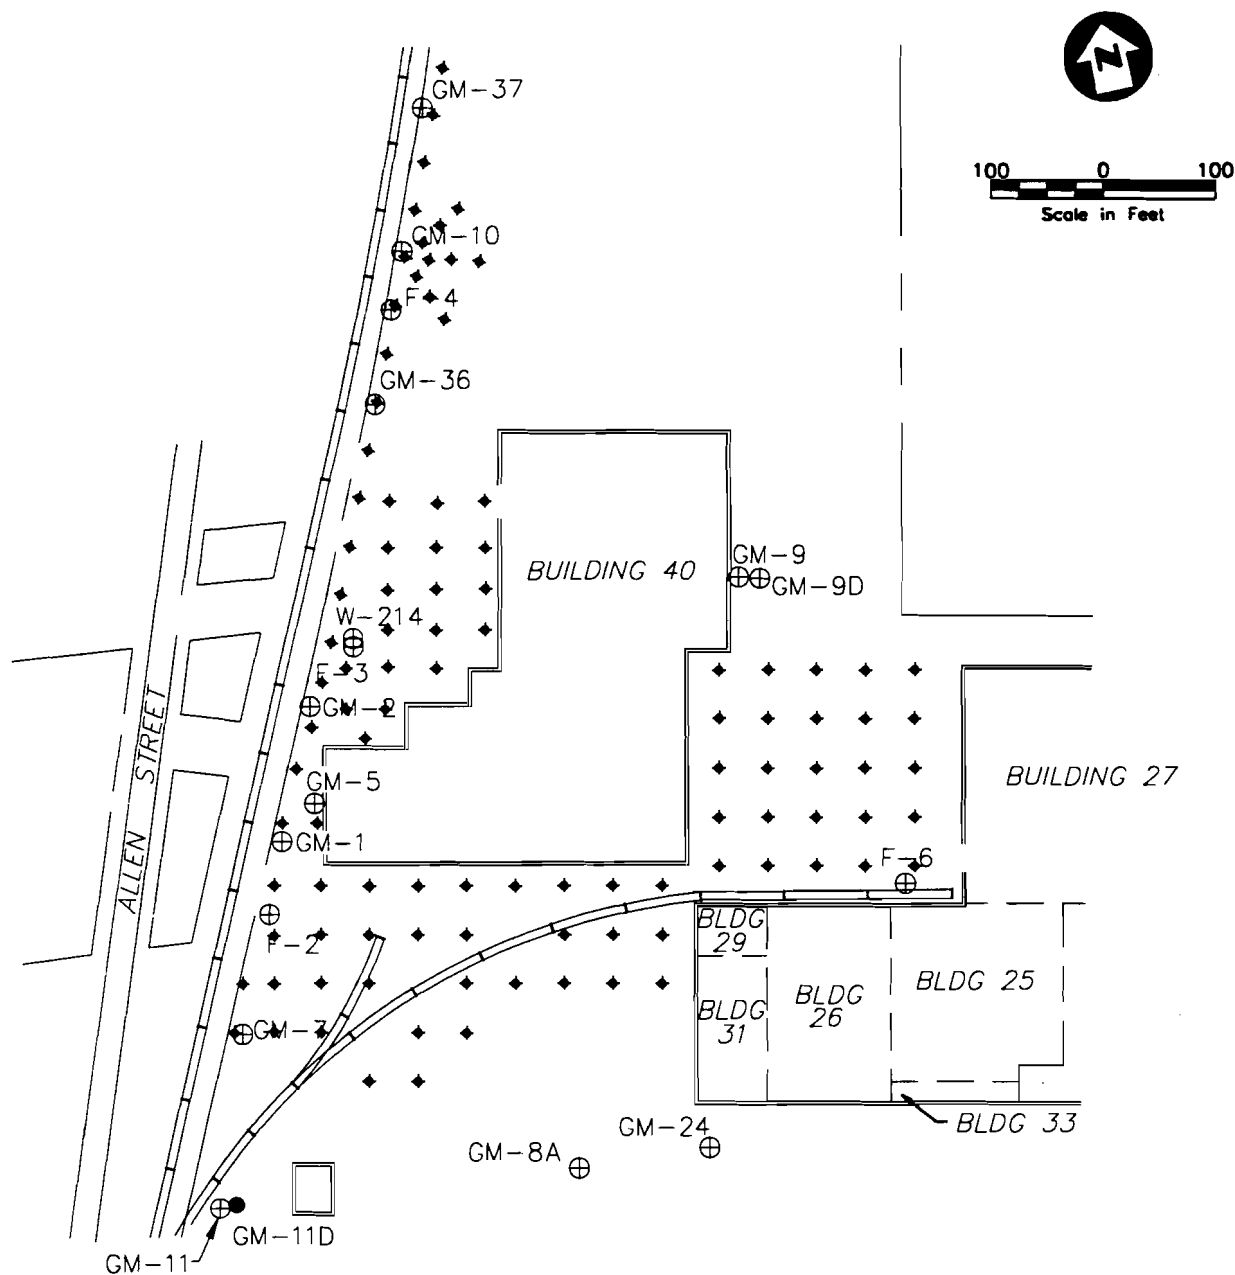 N
GM-37
100 0 100
Scale in Feet
GM-10
F-4
GM-36
BUILDING 40
GM-9
GM-9D
W-214
F-3
GM-2
ALLEN STREET
GM-5
BUILDING 27
GM-1
F-6
F-2
BLDG
29
BLDG 25
BLDG
26
BLDG
31
GM-7
BLDG 33
GM-24
GM-8A
GM-11D
GM-11